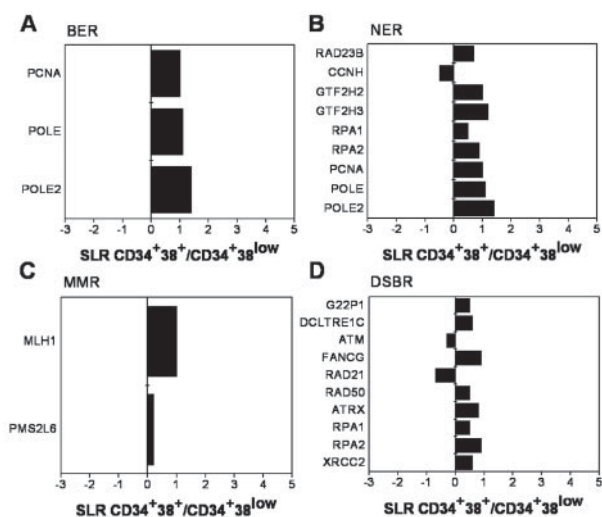 A
BER
PCNA
POLE
POLE2
-3 -2 -1 0 1 2 3 4 5
SLR CD34+38+/CD34+38low
B
NER
RAD23B
CCNH
GTF2H2
GTF2H3
RPA1
RPA2
PCNA
POLE
POLE2
-3 -2 -1 0 1 2 3 4 5
SLR CD34+38+/CD34+38low
C
MMR
MLH1
PMS2L6
-3 -2 -1 0 1 2 3 4 5
SLR CD34+38+/CD34+38low
D
DSBR
G22P1
DCLTRE1C
ATM
FANCG
RAD21
RAD50
ATRX
RPA1
RPA2
XRCC2
-3 -2 -1 0 1 2 3 4 5
SLR CD34+38+/CD34+38low